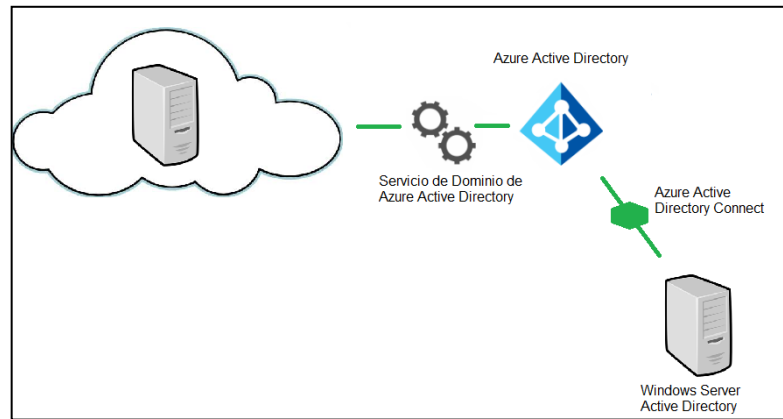 Azure Active Directory
Servicio de Dominio de
Azure Active Directory
Azure Active
Directory Connect
Windows Server
Active Directory